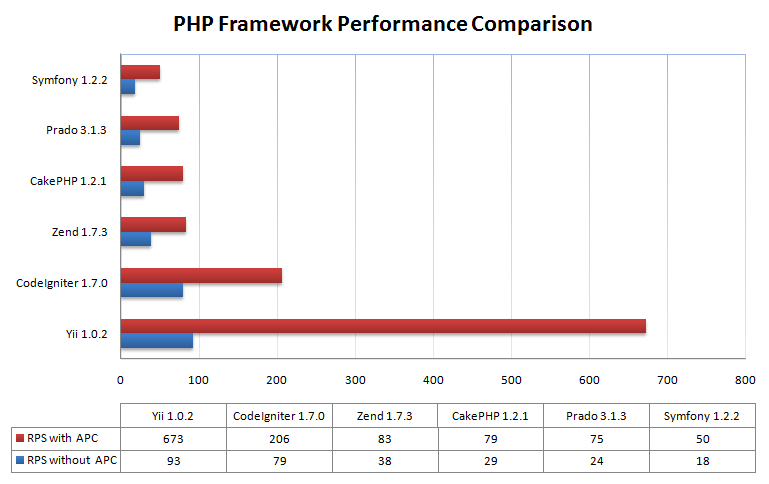 PHP Framework Performance Comparison
Symfony 1.2.2
Prado 3.1.3
CakePHP 1.2.1
Zend 1.7.3
CodeIgniter 1.7.0
Yii 1.0.2
0 100 200 300 400 500 600 700 800
Yii 1.0.2 CodeIgniter 1.7.0 Zend 1.7.3 CakePHP 1.2.1 Prado 3.1.3 Symfony 1.2.2
RPS with APC 673 206 83 79 75 50
RPS without APC 93 79 38 29 24 18